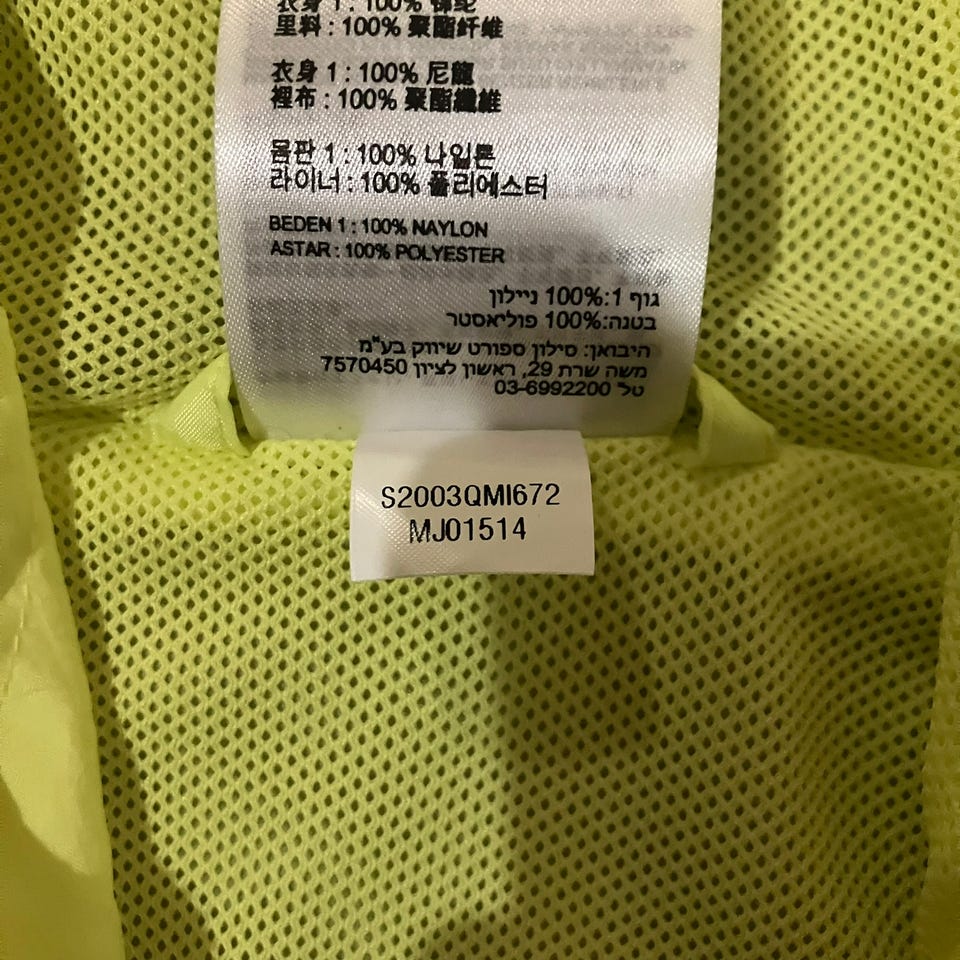 衣身 1 : 100% 锦纶
里料 : 100% 聚酯纤维
衣身 1 : 100% 尼龍
裡布 : 100% 聚酯纖維
몸판 1 : 100% 나일론
라이너 : 100% 폴리에스터
BEDEN 1 : 100% NAYLON
ASTAR : 100% POLYESTER
גוף 1:100% ניילון
בטנה:100% פוליאסטר
היבואן: סילון ספורט שיווק בע"מ
משה שרת 29, ראשון לציון 7570450
טל 03-6992200
S2003QMI672
MJ01514